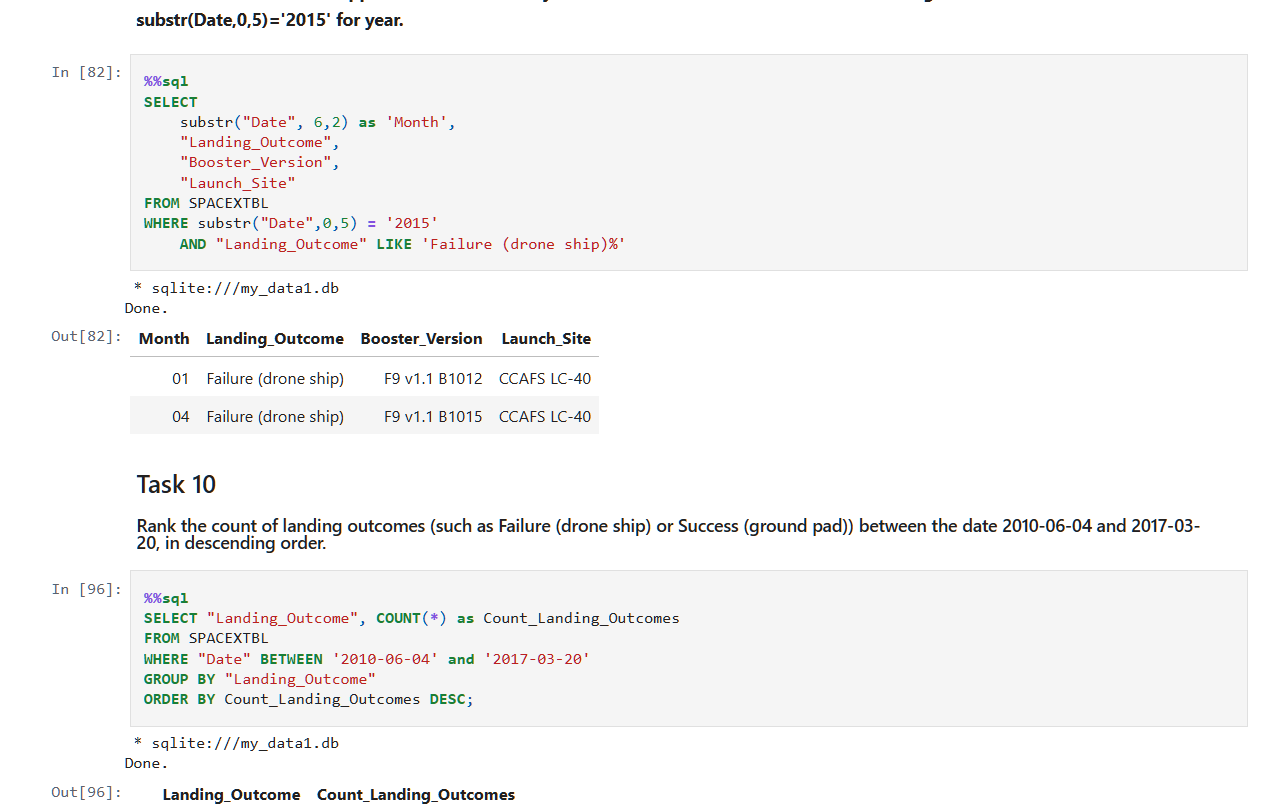 substr(Date,0,5)='2015' for year.
In [82]:
%%sql
SELECT
    substr("Date", 6,2) as 'Month',
    "Landing_Outcome",
    "Booster_Version",
    "Launch_Site"
FROM SPACEXTBL
WHERE substr("Date",0,5) = '2015'
    AND "Landing_Outcome" LIKE 'Failure (drone ship)%'
* sqlite:///my_data1.db
Done.
Out[82]:
Month Landing_Outcome Booster_Version Launch_Site
01 Failure (drone ship) F9 v1.1 B1012 CCAFS LC-40
04 Failure (drone ship) F9 v1.1 B1015 CCAFS LC-40
Task 10
Rank the count of landing outcomes (such as Failure (drone ship) or Success (ground pad)) between the date 2010-06-04 and 2017-03-
20, in descending order.
In [96]:
%%sql
SELECT "Landing_Outcome", COUNT(*) as Count_Landing_Outcomes
FROM SPACEXTBL
WHERE "Date" BETWEEN '2010-06-04' and '2017-03-20'
GROUP BY "Landing_Outcome"
ORDER BY Count_Landing_Outcomes DESC;
* sqlite:///my_data1.db
Done.
Out[96]:
Landing_Outcome Count_Landing_Outcomes